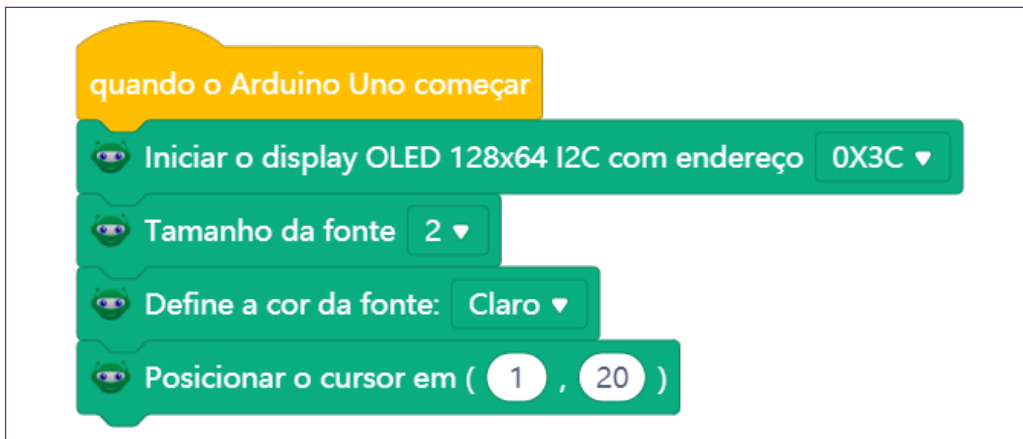 quando o Arduino Uno começar
Iniciar o display OLED 128x64 I2C com endereço 0X3C
Tamanho da fonte 2
Define a cor da fonte: Claro
Posicionar o cursor em ( 1 , 20 )